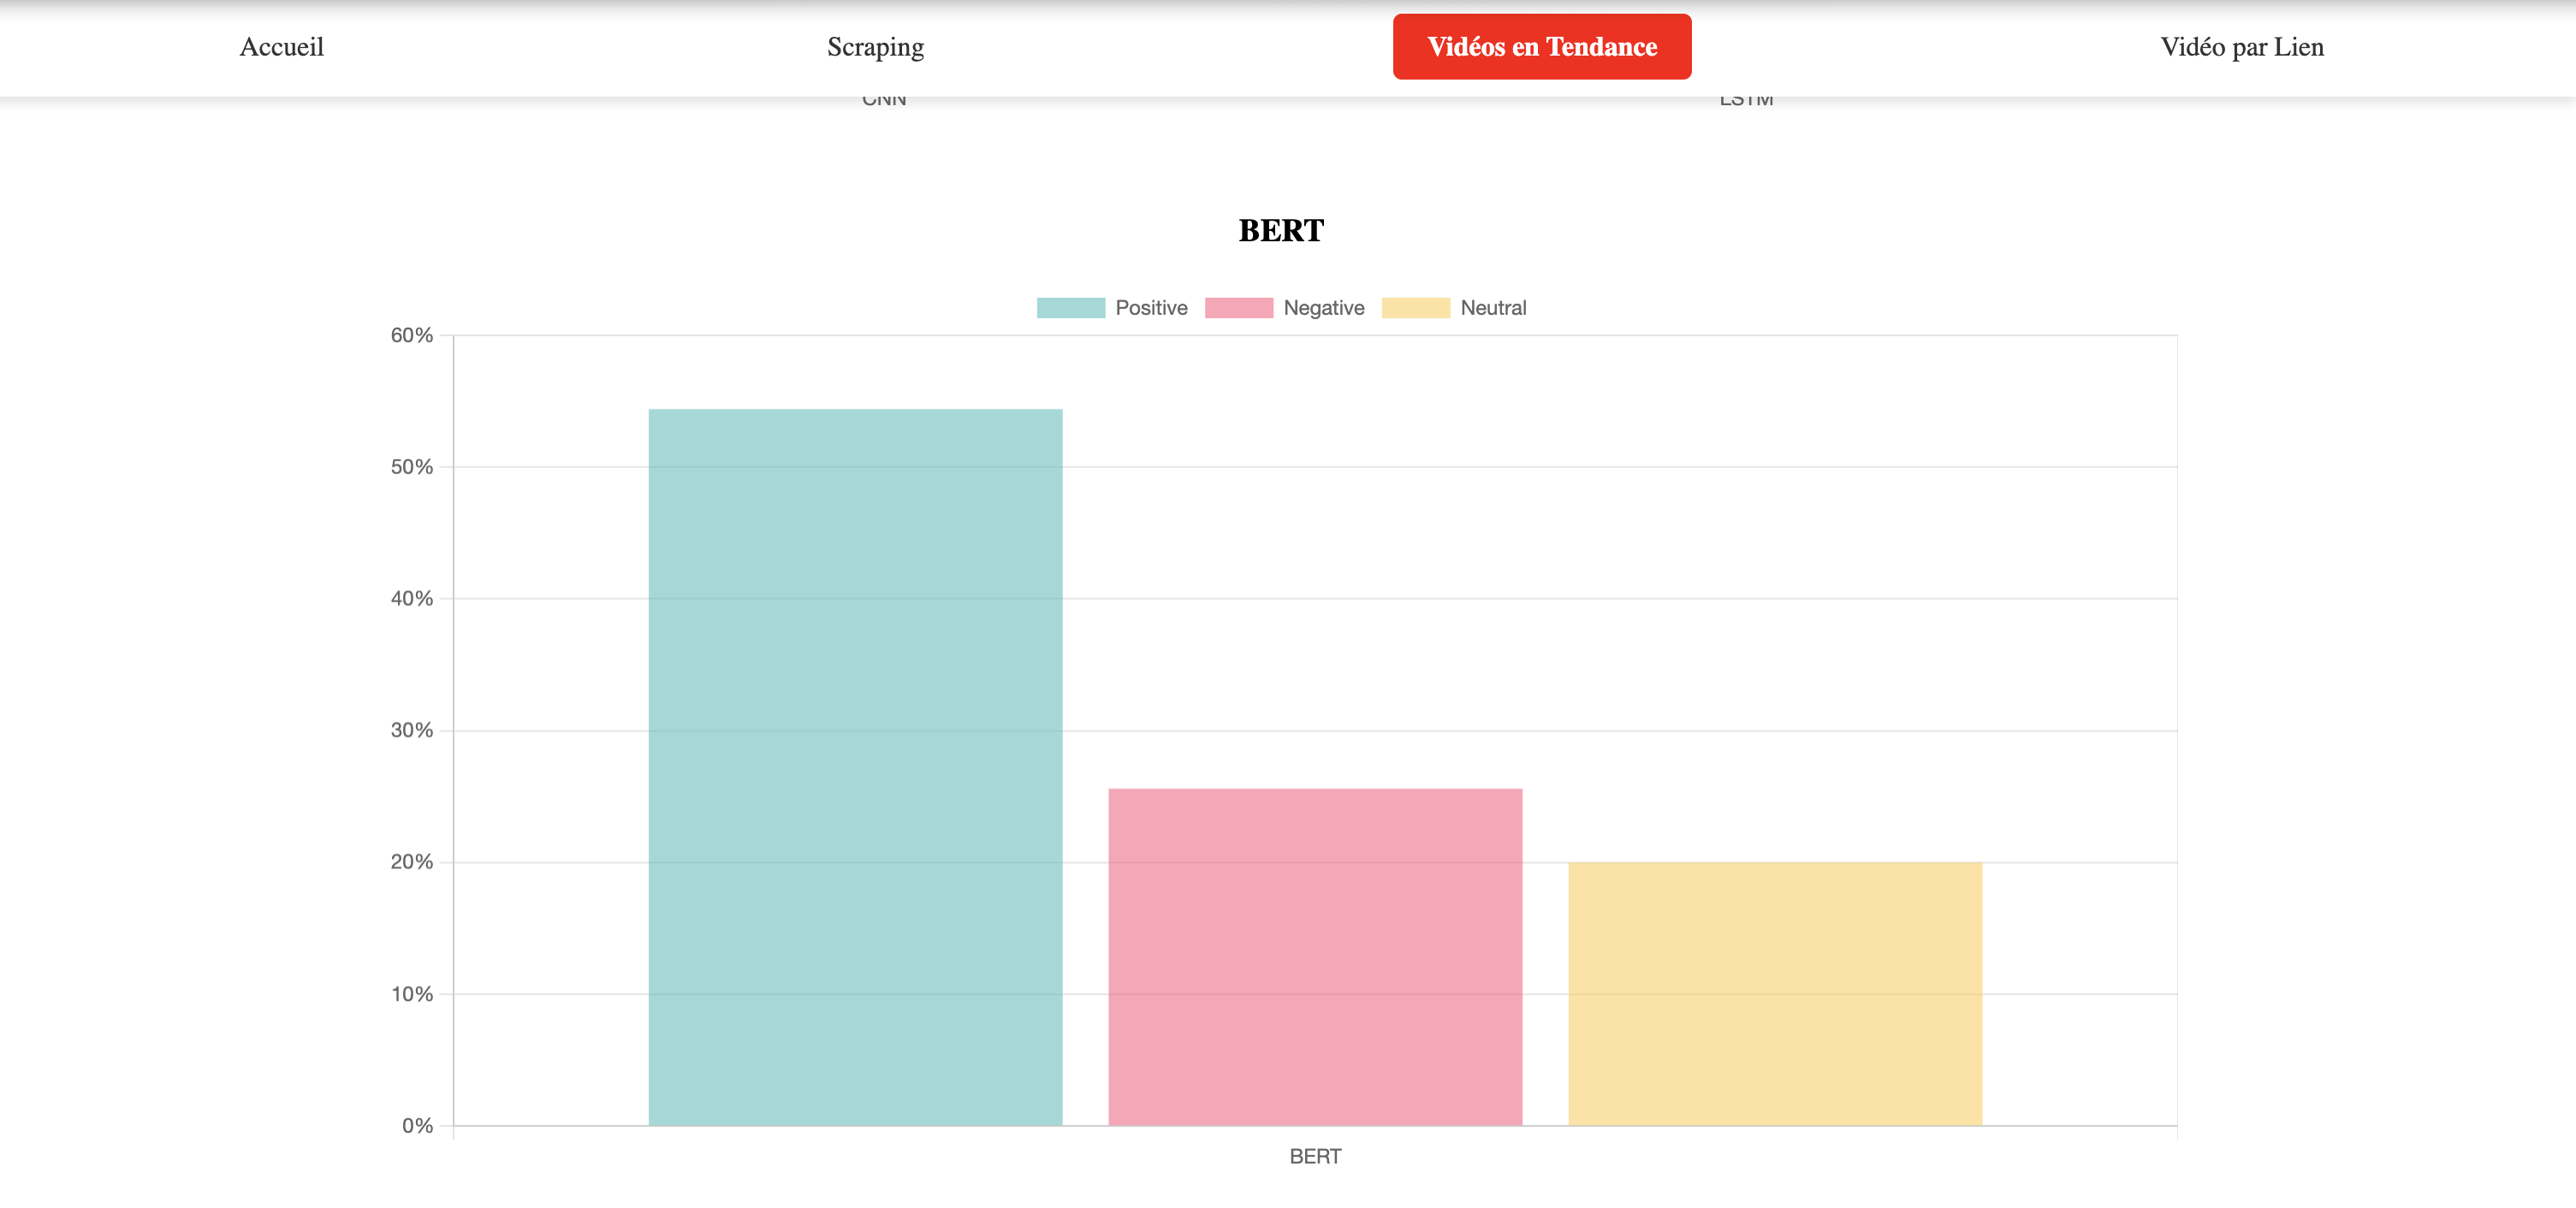 Accueil Scraping Vidéos en Tendance Vidéo par Lien
CNN LSTM
BERT
Positive Negative Neutral
60%
50%
40%
30%
20%
10%
0%
BERT